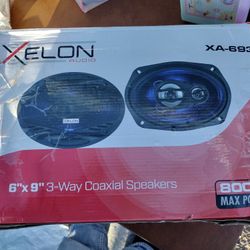 XELON
AUDIO
XA-693
XELON
6"x 9" 3-Way Coaxial Speakers
800
MAX PO